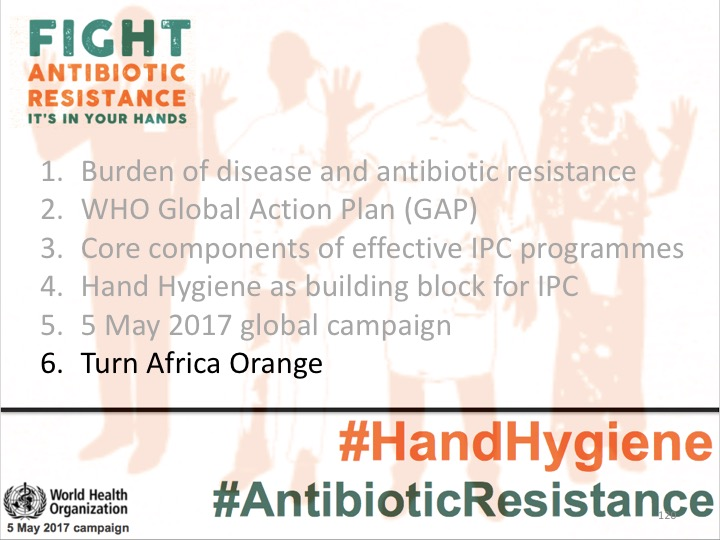 FIGHT
ANTIBIOTIC
RESISTANCE
IT'S IN YOUR HANDS
1. Burden of disease and antibiotic resistance
2. WHO Global Action Plan (GAP)
3. Core components of effective IPC programmes
4. Hand Hygiene as building block for IPC
5. 5 May 2017 global campaign
6. Turn Africa Orange
#HandHygiene
#AntibioticResistance
World Health
Organization
5 May 2017 campaign